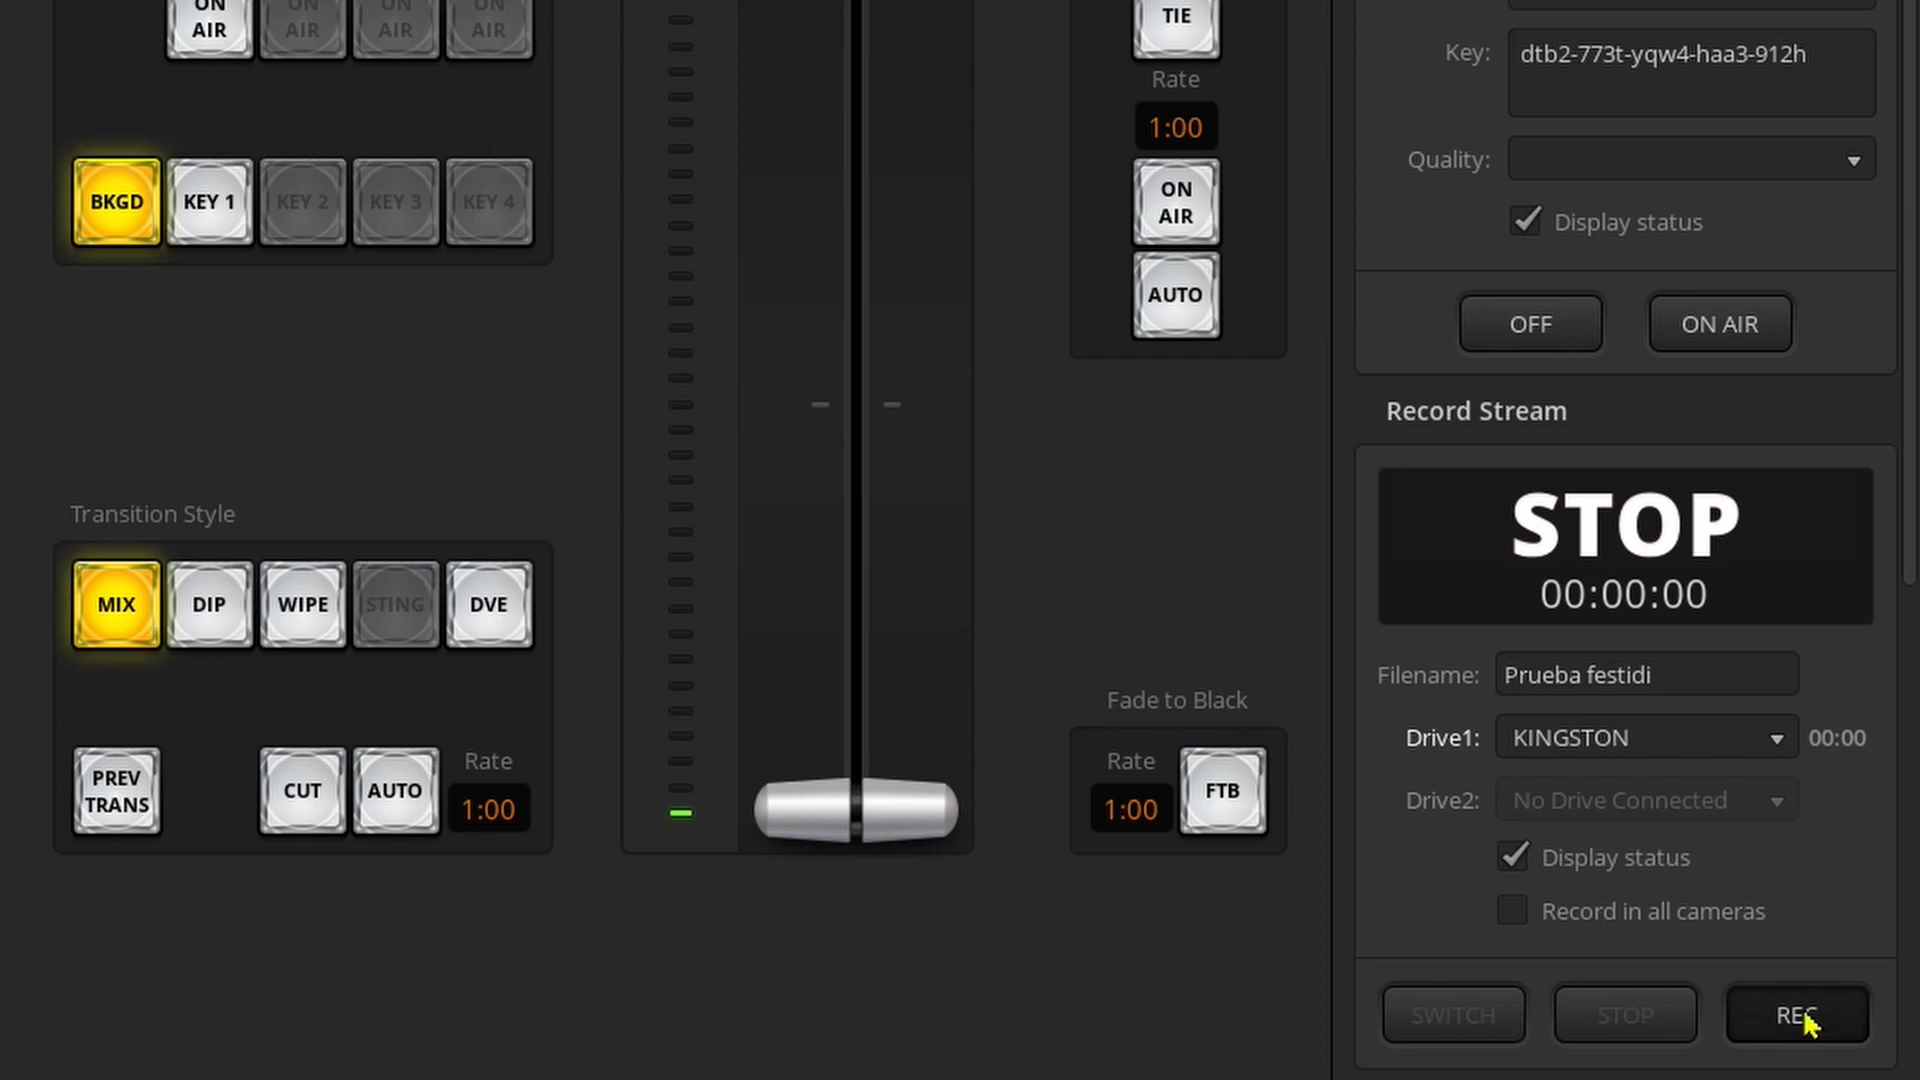 ON AIR
ON AIR
ON AIR
ON AIR
BKGD
KEY 1
KEY 2
KEY 3
KEY 4
Transition Style
MIX
DIP
WIPE
STING
DVE
PREV TRANS
CUT
AUTO
Rate
1:00
TIE
Rate
1:00
ON AIR
AUTO
Fade to Black
Rate
1:00
FTB
Key: dtb2-773t-yqw4-haa3-912h
Quality:
Display status
OFF
ON AIR
Record Stream
STOP
00:00:00
Filename: Prueba festidi
Drive1: KINGSTON 00:00
Drive2: No Drive Connected
Display status
Record in all cameras
SWITCH
STOP
REC